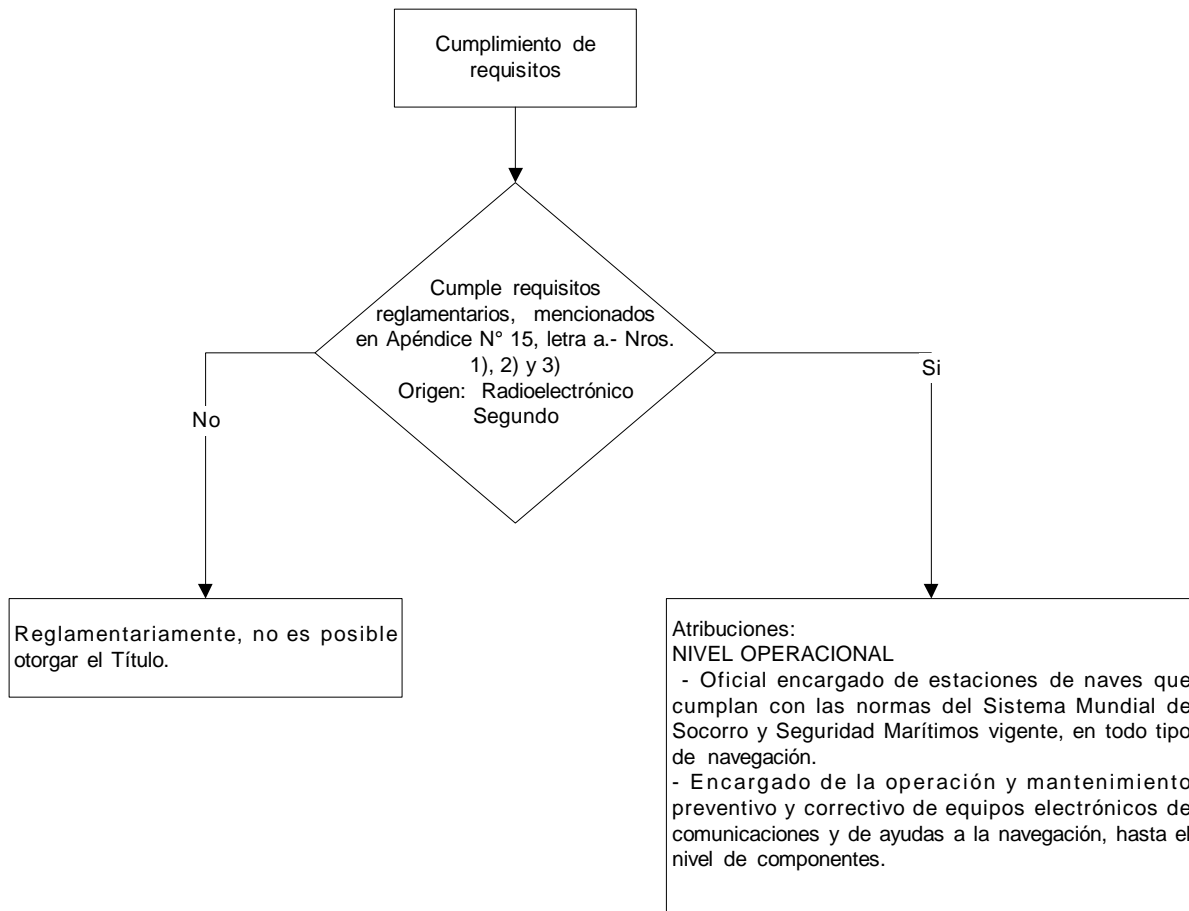 Cumplimiento de
requisitos
Cumple requisitos
reglamentarios, mencionados
en Apéndice N° 15, letra a.- Nros.
1), 2) y 3)
Origen: Radioelectrónico
Segundo
No
Si
Reglamentariamente, no es posible
otorgar el Título.
Atribuciones:
NIVEL OPERACIONAL
- Oficial encargado de estaciones de naves que
cumplan con las normas del Sistema Mundial de
Socorro y Seguridad Marítimos vigente, en todo tipo
de navegación.
- Encargado de la operación y mantenimiento
preventivo y correctivo de equipos electrónicos de
comunicaciones y de ayudas a la navegación, hasta el
nivel de componentes.